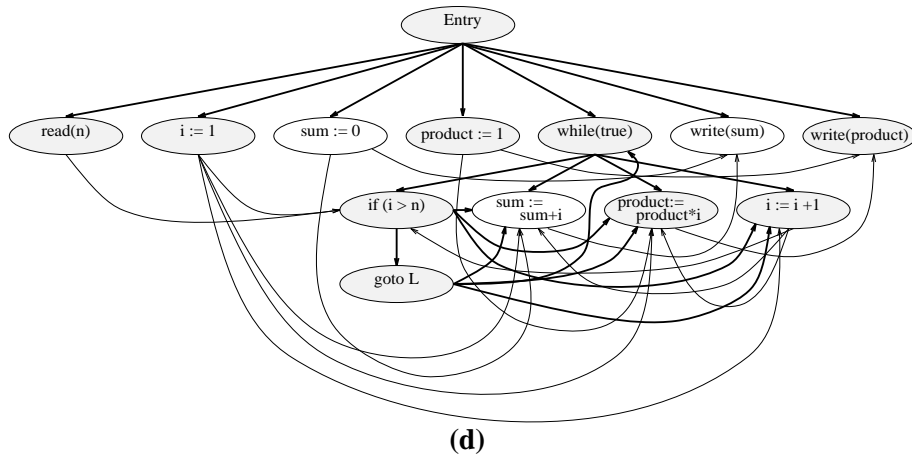 Entry
read(n)
i := 1
sum := 0
product := 1
while(true)
write(sum)
write(product)
if (i > n)
sum :=
sum+i
product:=
product*i
i := i +1
goto L
(d)